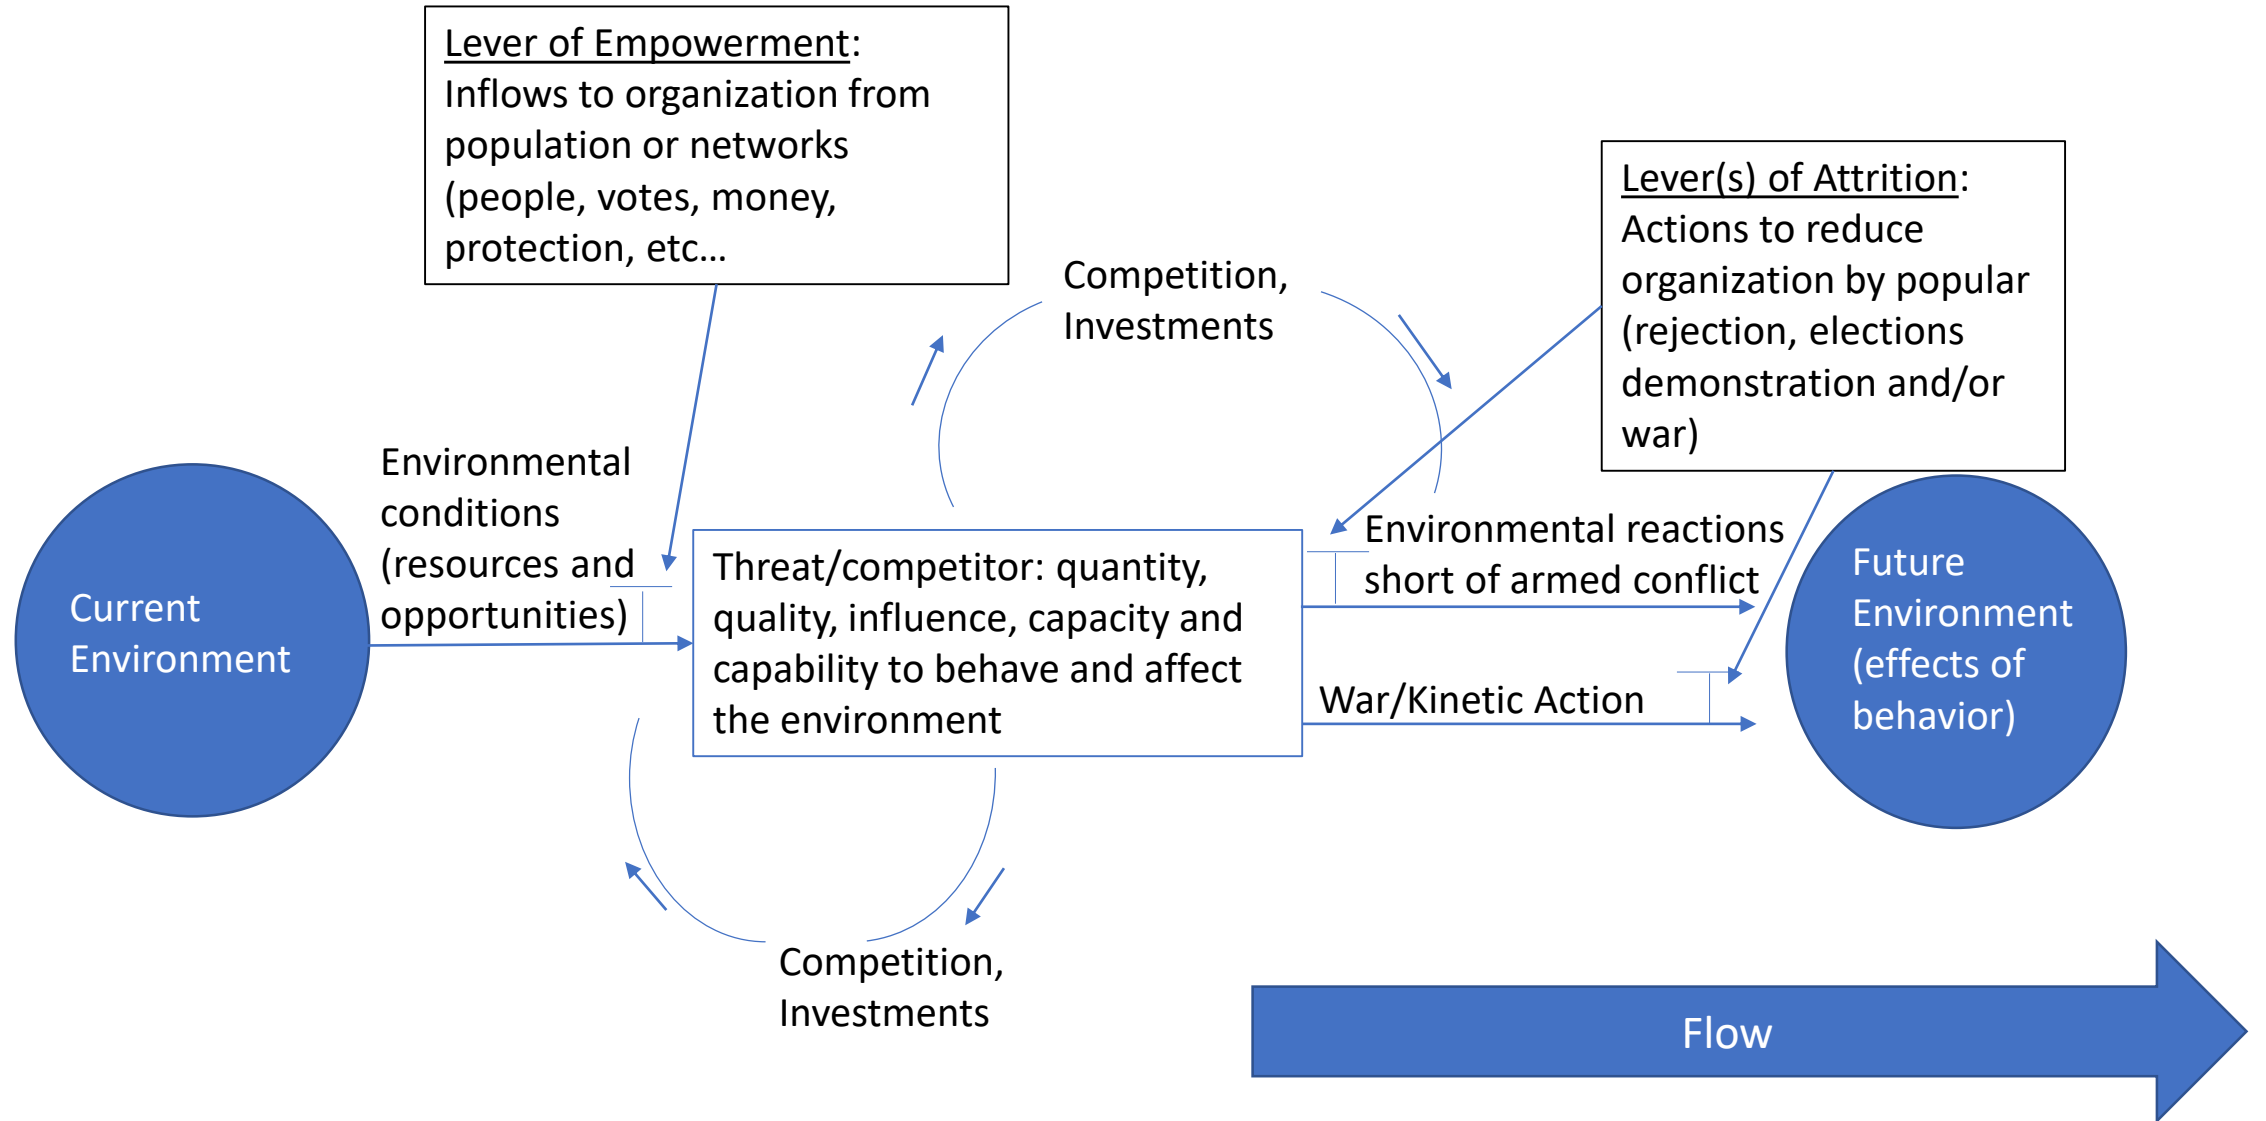 Lever of Empowerment:
Inflows to organization from
population or networks
(people, votes, money,
protection, etc…
Lever(s) of Attrition:
Actions to reduce
organization by popular
(rejection, elections
demonstration and/or
war)
Competition,
Investments
Environmental
conditions
(resources and
opportunities)
Current
Environment
Threat/competitor: quantity,
quality, influence, capacity and
capability to behave and affect
the environment
Environmental reactions
short of armed conflict
War/Kinetic Action
Future
Environment
(effects of
behavior)
Competition,
Investments
Flow